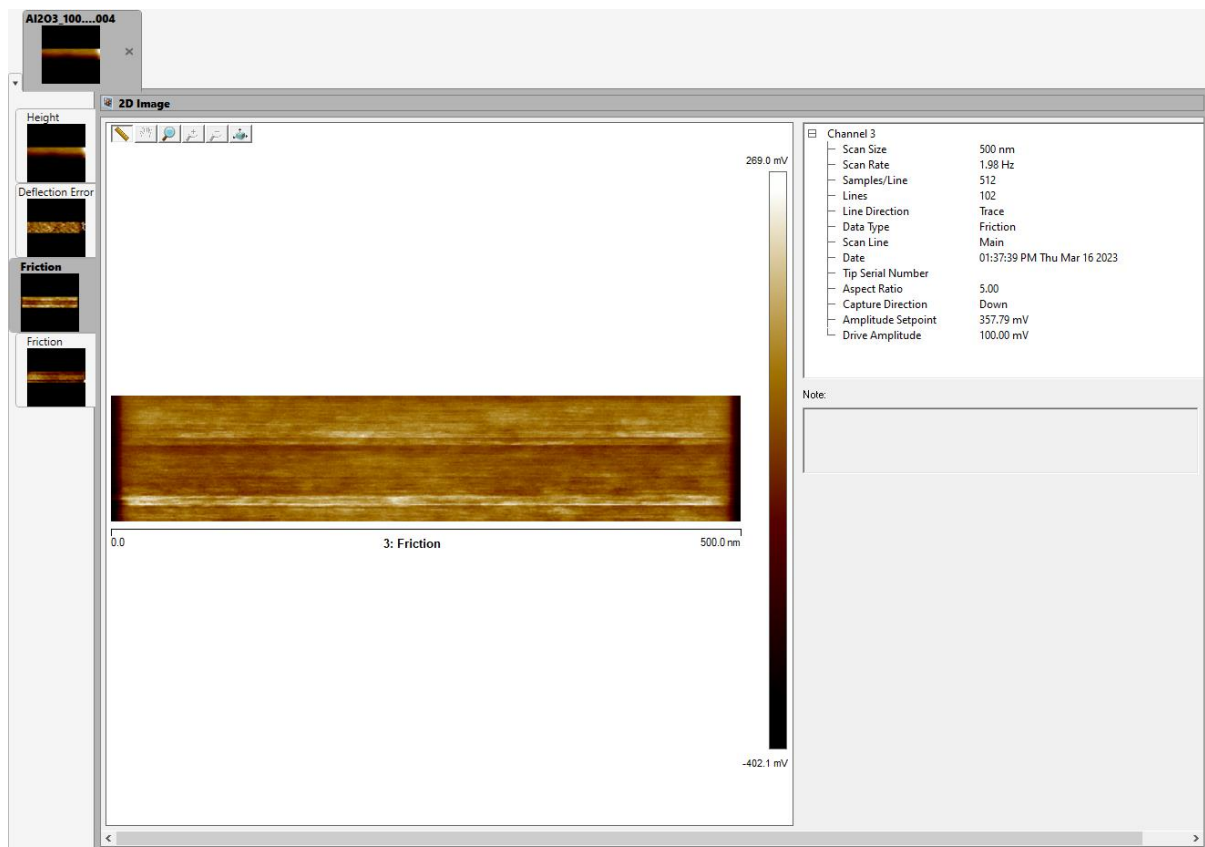 Al2O3_100....004
2D Image
Height
Deflection Error
Friction
Friction
269.0 mV
-402.1 mV
0.0
3: Friction
500.0 nm
Channel 3
Scan Size 500 nm
Scan Rate 1.98 Hz
Samples/Line 512
Lines 102
Line Direction Trace
Data Type Friction
Scan Line Main
Date 01:37:39 PM Thu Mar 16 2023
Tip Serial Number
Aspect Ratio 5.00
Capture Direction Down
Amplitude Setpoint 357.79 mV
Drive Amplitude 100.00 mV
Note: